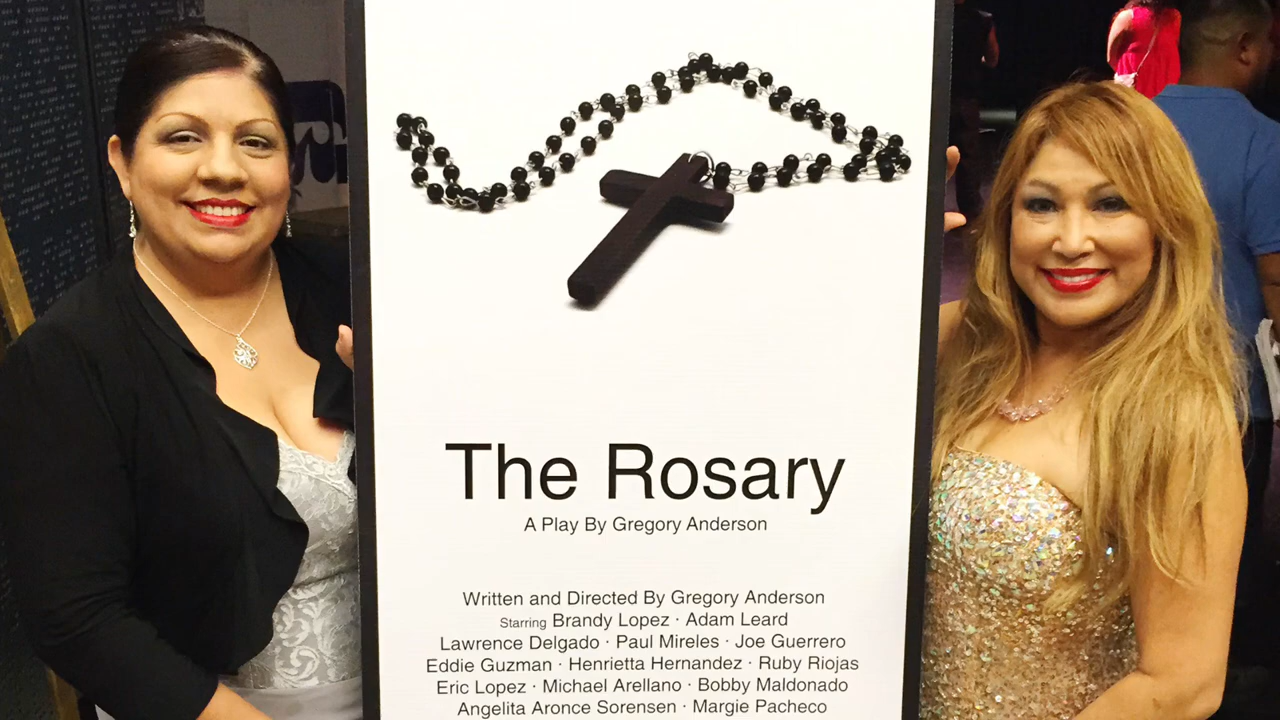 The Rosary
A Play By Gregory Anderson
Written and Directed By Gregory Anderson
Starring Brandy Lopez · Adam Leard
Lawrence Delgado · Paul Mireles · Joe Guerrero
Eddie Guzman · Henrietta Hernandez · Ruby Riojas
Eric Lopez · Michael Arellano · Bobby Maldonado
Angelita Aronce Sorensen · Margie Pacheco